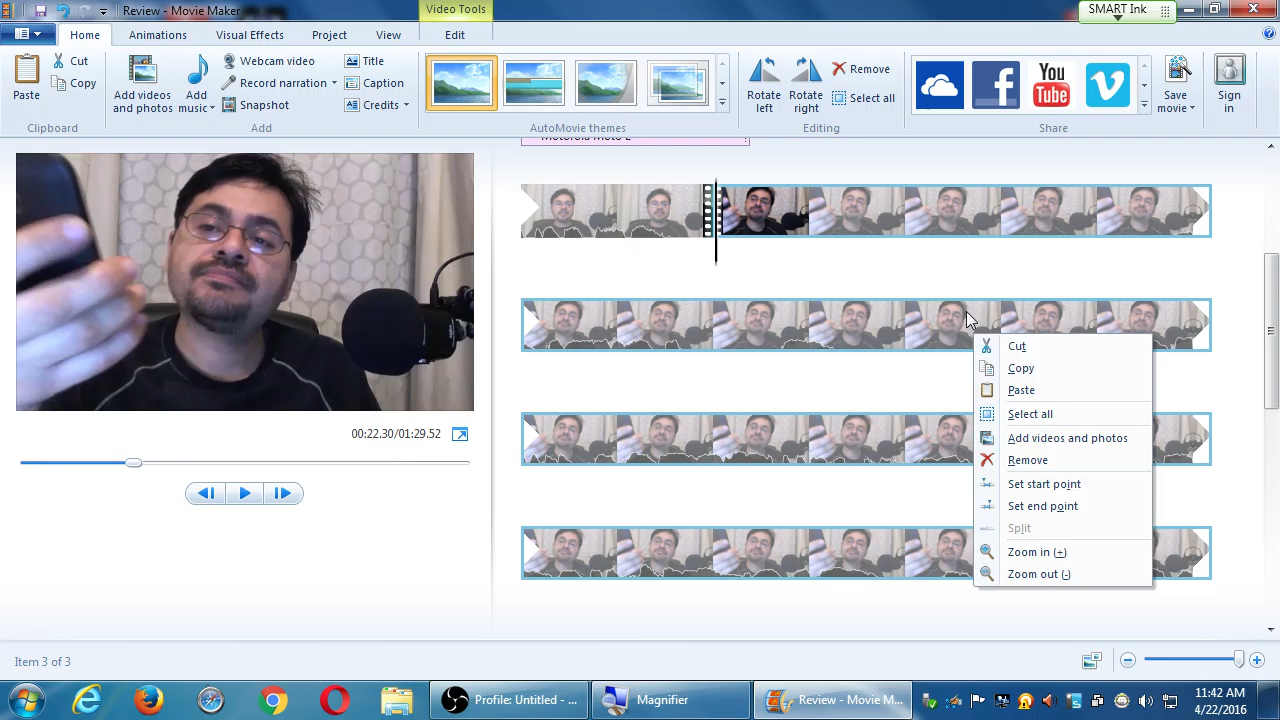 Review - Movie Maker
Video Tools
SMART Ink
Home
Animations
Visual Effects
Project
View
Edit
Paste
Cut
Copy
Clipboard
Add videos and photos
Add music
Webcam video
Record narration
Snapshot
Title
Caption
Credits
Add
AutoMovie themes
Rotate left
Rotate right
Remove
Select all
Editing
You Tube
Share
Save movie
Sign in
00:22.30/01:29.52
Cut
Copy
Paste
Select all
Add videos and photos
Remove
Set start point
Set end point
Split
Zoom in (+)
Zoom out (-)
Item 3 of 3
Profile: Untitled - ...
Magnifier
Review - Movie M...
11:42 AM
4/22/2016